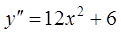 y″ = 12x² + 6